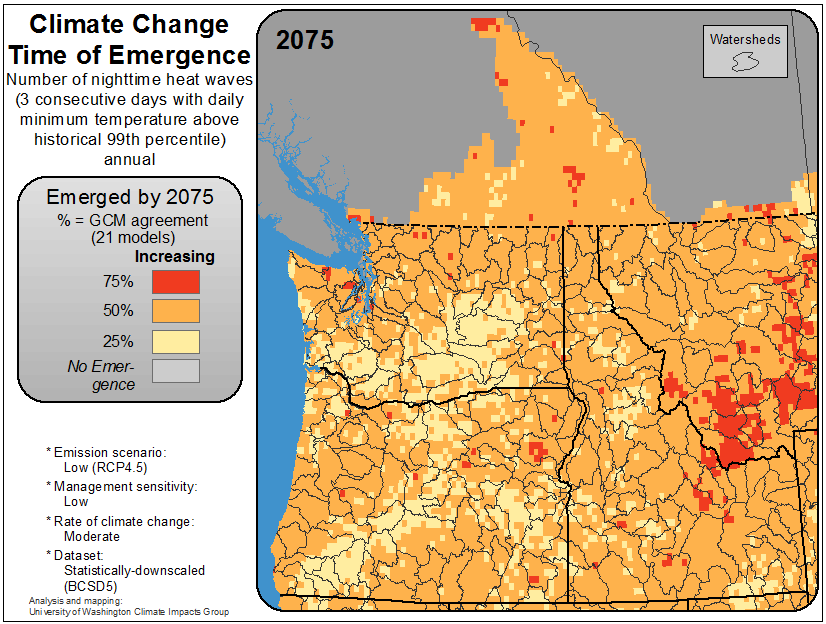 Climate Change
Time of Emergence
Number of nighttime heat waves
(3 consecutive days with daily
minimum temperature above
historical 99th percentile)
annual
Emerged by 2075
% = GCM agreement
(21 models)
Increasing
75%
50%
25%
No Emer-
gence
* Emission scenario:
Low (RCP4.5)
* Management sensitivity:
Low
* Rate of climate change:
Moderate
* Dataset:
Statistically-downscaled
(BCSD5)
Analysis and mapping:
University of Washington Climate Impacts Group
2075
Watersheds